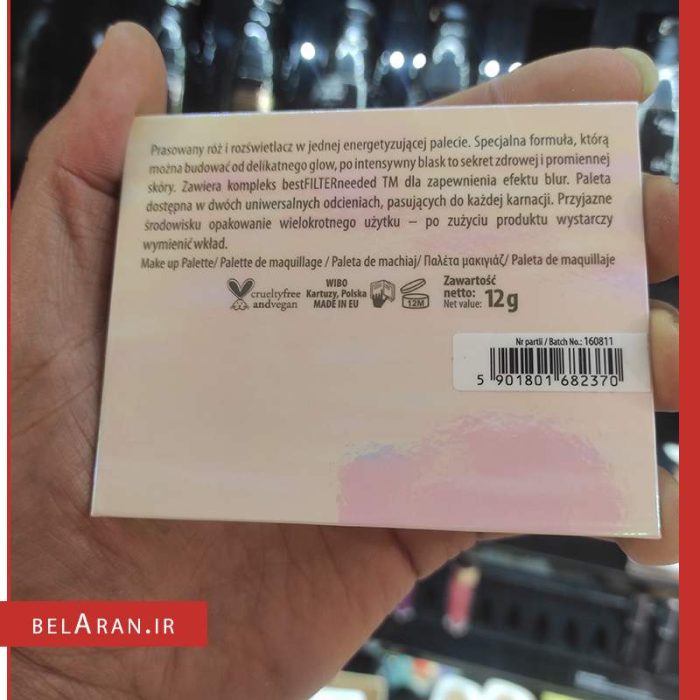 Prasowany róż i rozświetlacz w jednej energetyzującej palecie. Specjalna formuła, którą
można budować od delikatnego glow, po intensywny blask to sekret zdrowej i promiennej
skóry. Zawiera kompleks bestFILTERneeded TM dla zapewnienia efektu blur. Paleta
dostępna w dwóch uniwersalnych odcieniach, pasujących do każdej karnacji. Przyjazne
środowisku opakowanie wielokrotnego użytku – po zużyciu produktu wystarczy
wymienić wkład.
Make up Palette/ Palette de maquillage / Paleta de machiaj/ Παλέτα μακιγιάζ/ Paleta de maquillaje
crueltyfree
andvegan
WIBO
Kartuzy, Polska
MADE IN EU
12M
Zawartość
netto:
Net value: 12g
Nr partii / Batch No.: 160811
5 901801 682370
BELARAN.IR